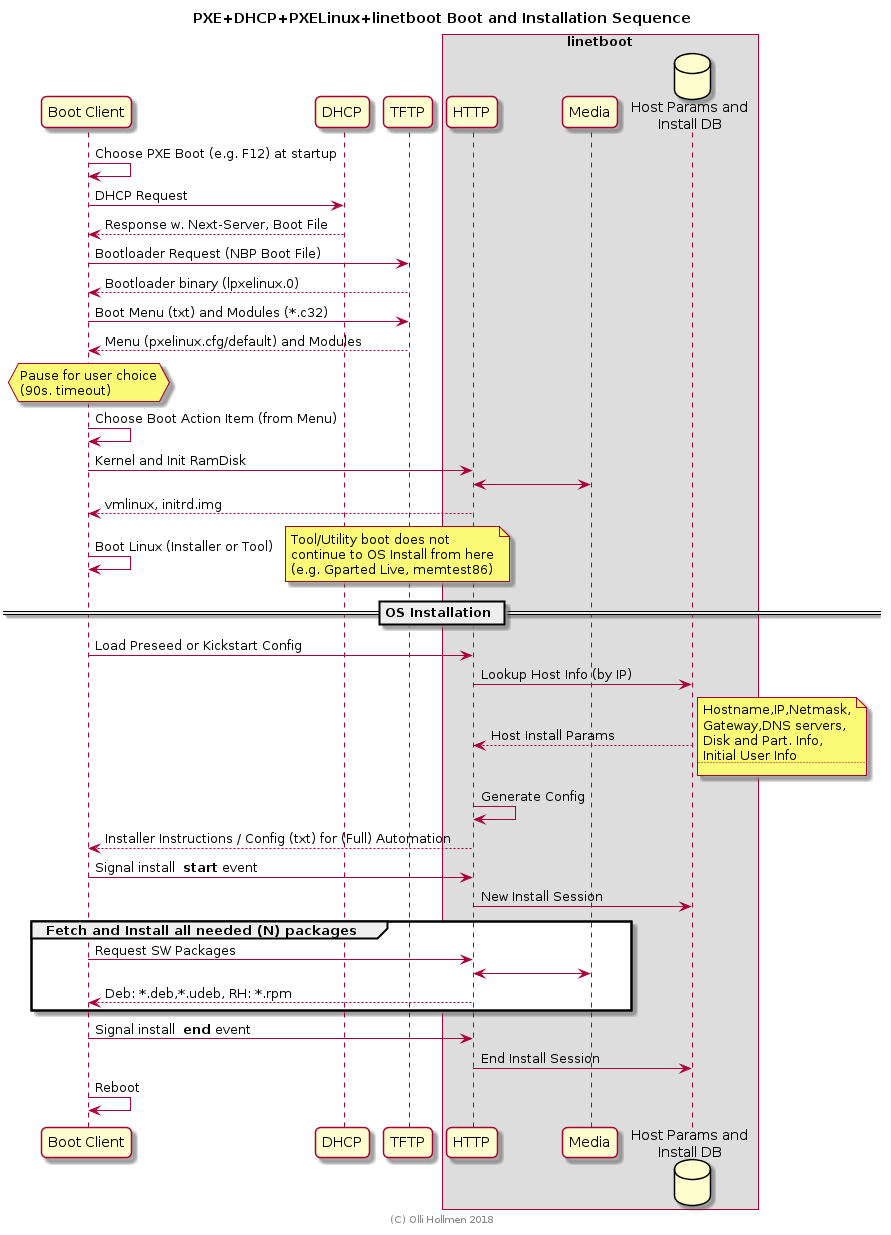 PXE+DHCP+PXELinux+linetboot Boot and Installation Sequence
linetboot
Boot Client
DHCP
TFTP
HTTP
Media
Host Params and
Install DB
Choose PXE Boot (e.g. F12) at startup
DHCP Request
Response w. Next-Server, Boot File
Bootloader Request (NBP Boot File)
Bootloader binary (lpxelinux.0)
Boot Menu (txt) and Modules (*.c32)
Menu (pxelinux.cfg/default) and Modules
Pause for user choice
(90s. timeout)
Choose Boot Action Item (from Menu)
Kernel and Init RamDisk
vmlinux, initrd.img
Boot Linux (Installer or Tool)
Tool/Utility boot does not
continue to OS Install from here
(e.g. Gparted Live, memtest86)
OS Installation
Load Preseed or Kickstart Config
Lookup Host Info (by IP)
Hostname,IP,Netmask,
Gateway,DNS servers,
Disk and Part. Info,
Initial User Info
Host Install Params
Generate Config
Installer Instructions / Config (txt) for (Full) Automation
Signal install  start event
New Install Session
Fetch and Install all needed (N) packages
Request SW Packages
Deb: *.deb,*.udeb, RH: *.rpm
Signal install  end event
End Install Session
Reboot
Boot Client
DHCP
TFTP
HTTP
Media
Host Params and
Install DB
(C) Olli Hollmen 2018